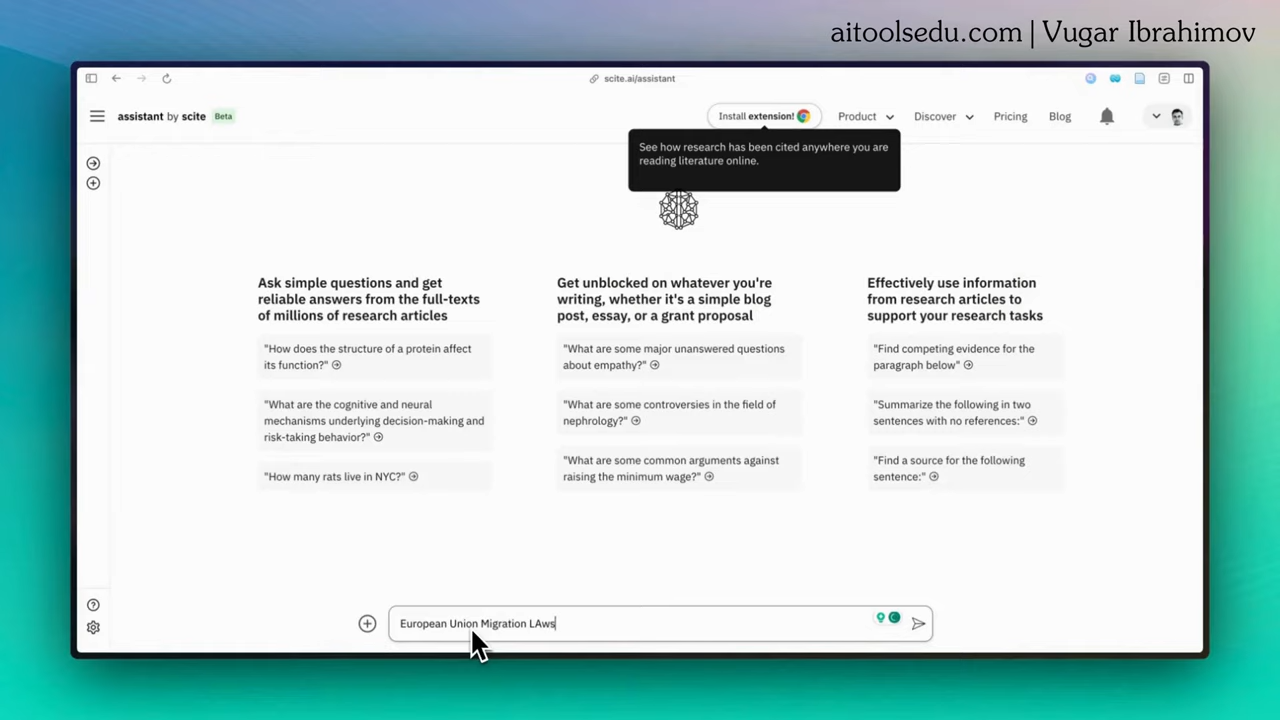 aitoolsedu.com | Vugar Ibrahimov
scite.ai/assistant
assistant by scite Beta
Install extension!
Product
Discover
Pricing
Blog
See how research has been cited anywhere you are
reading literature online.
Ask simple questions and get
reliable answers from the full-texts
of millions of research articles
"How does the structure of a protein affect
its function?"
"What are the cognitive and neural
mechanisms underlying decision-making and
risk-taking behavior?"
"How many rats live in NYC?"
Get unblocked on whatever you're
writing, whether it's a simple blog
post, essay, or a grant proposal
"What are some major unanswered questions
about empathy?"
"What are some controversies in the field of
nephrology?"
"What are some common arguments against
raising the minimum wage?"
Effectively use information
from research articles to
support your research tasks
"Find competing evidence for the
paragraph below"
"Summarize the following in two
sentences with no references:"
"Find a source for the following
sentence:"
European Union Migration LAws